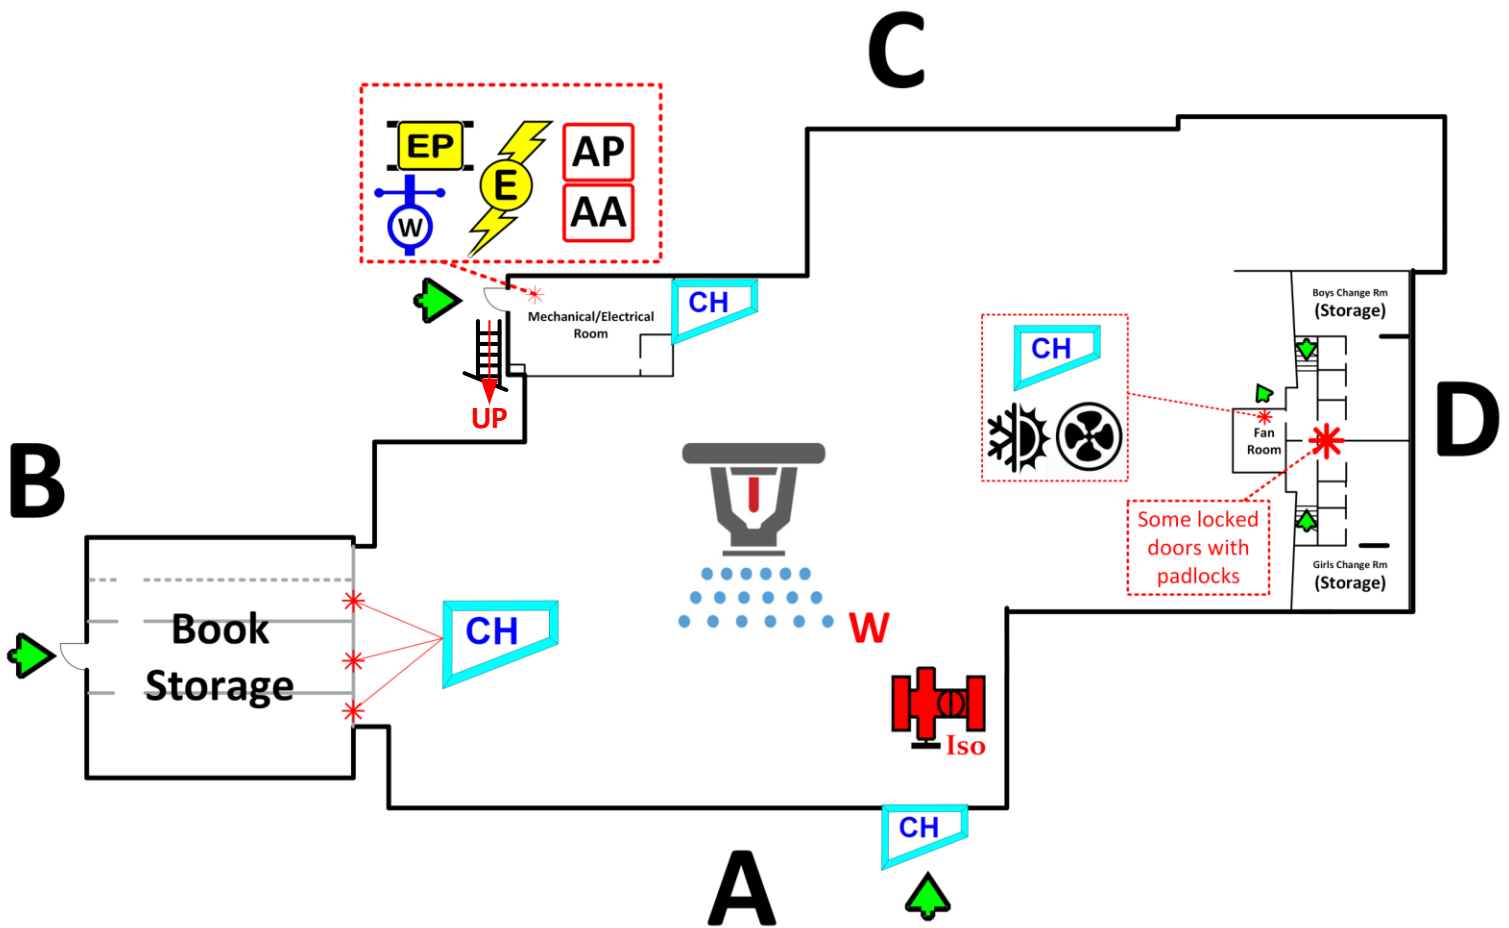 C
EP
E
AP
W
AA
CH
Mechanical/Electrical
Room
UP
Boys Change Rm
(Storage)
CH
Fan
Room
D
B
Some locked
doors with
padlocks
Girls Change Rm
(Storage)
Book
Storage
CH
W
Iso
CH
A